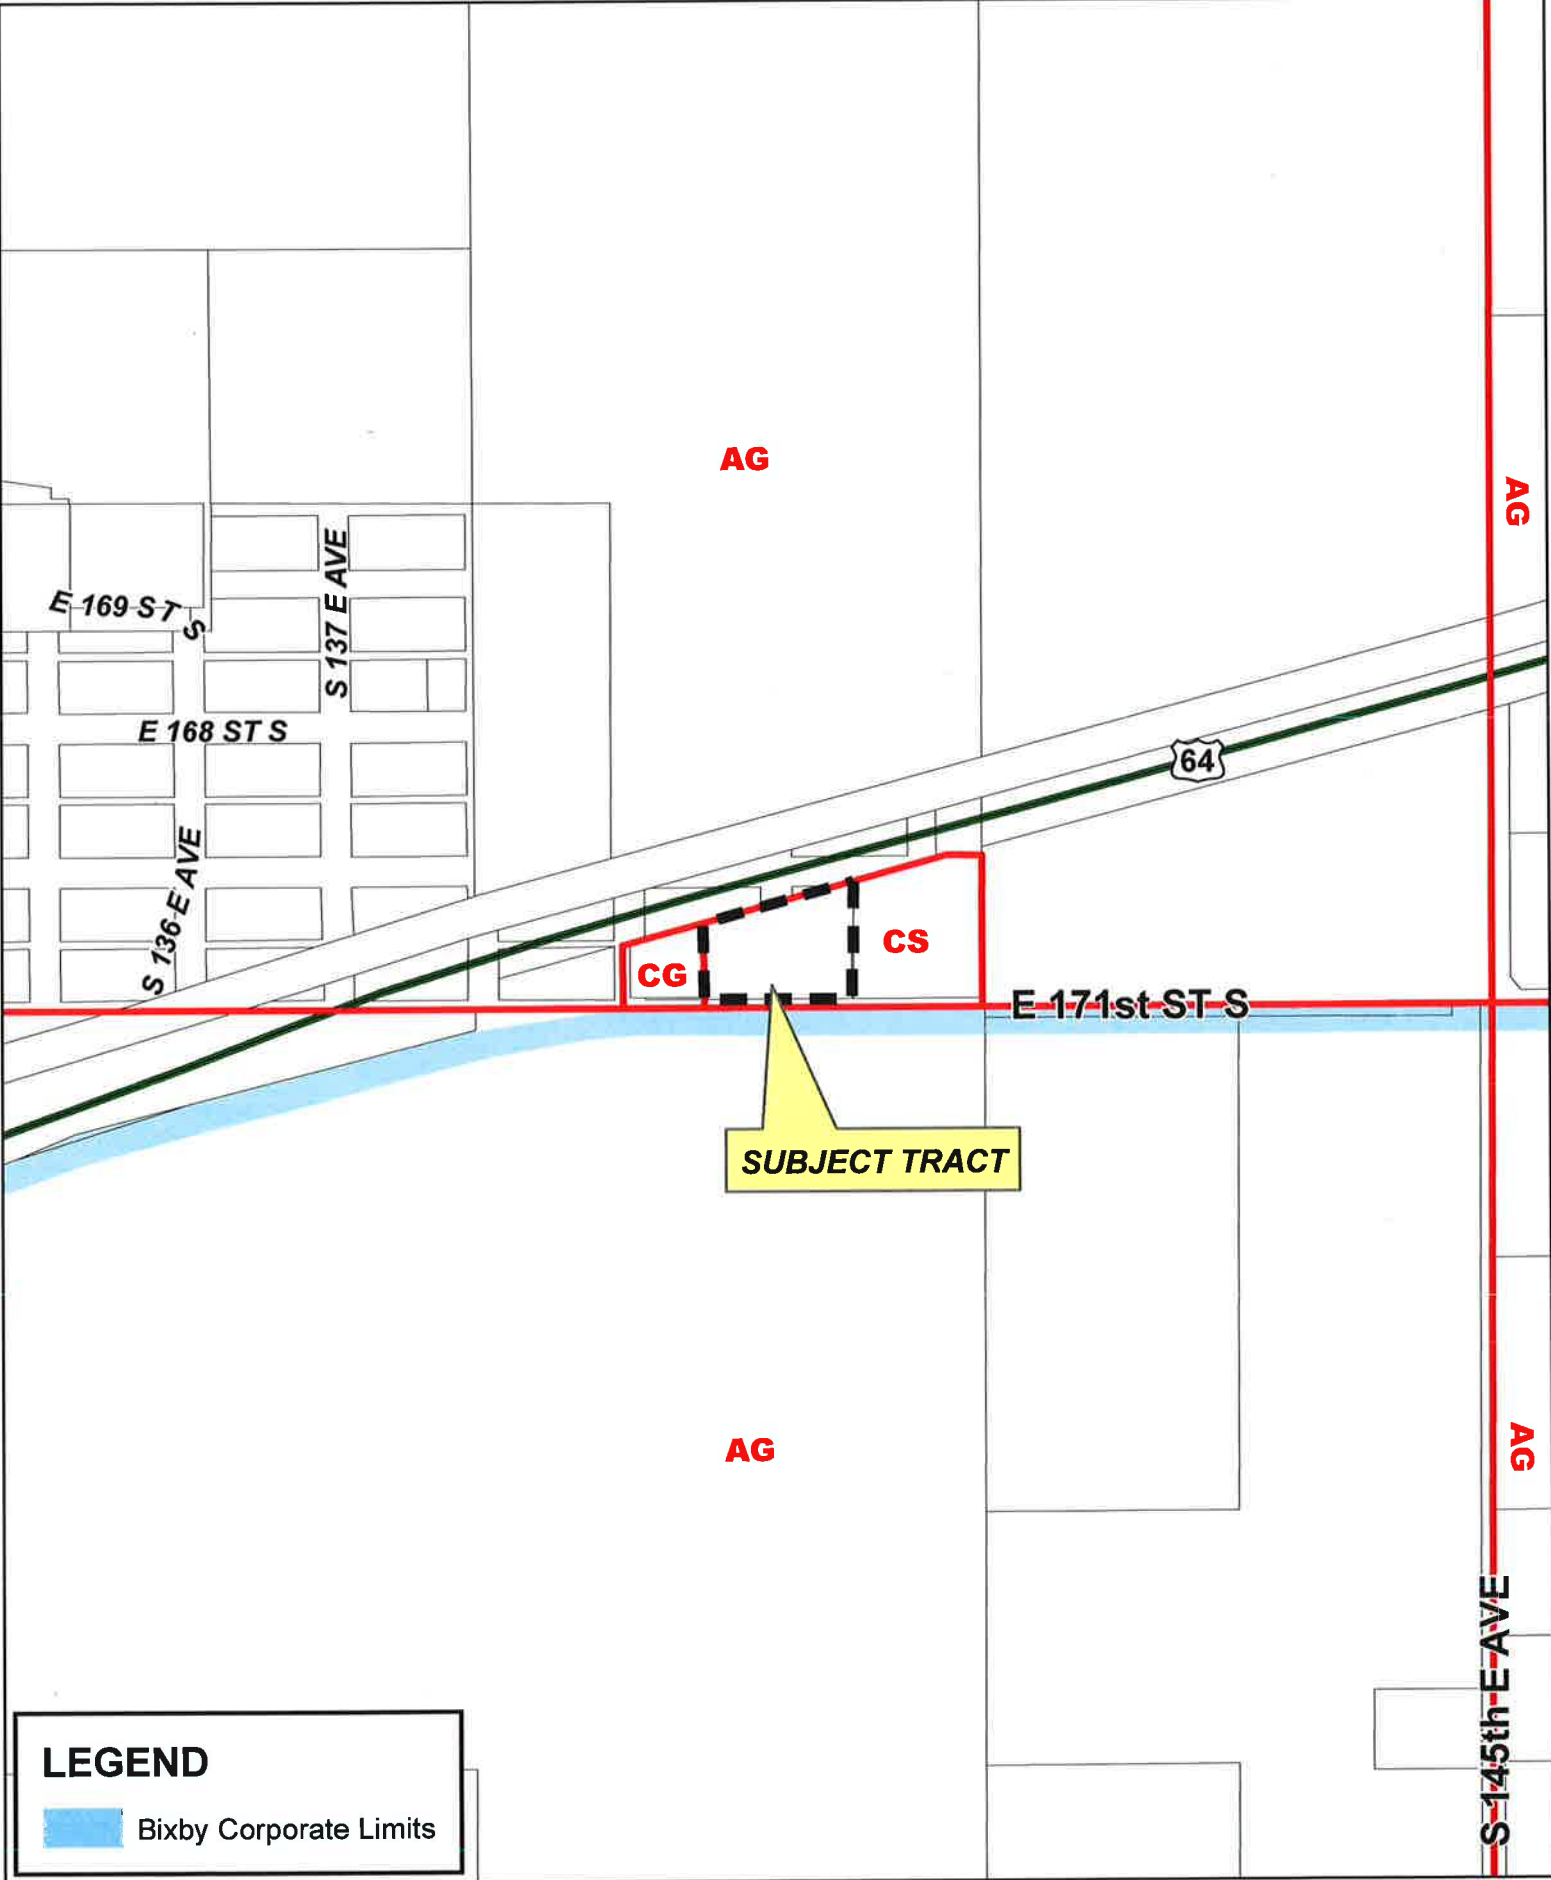 AG
AG
S 137 E AVE
E 169 ST S
E 168 ST S
64
S 136 E AVE
CG
CS
E 171st ST S
SUBJECT TRACT
AG
AG
S 145th E AVE
LEGEND
Bixby Corporate Limits